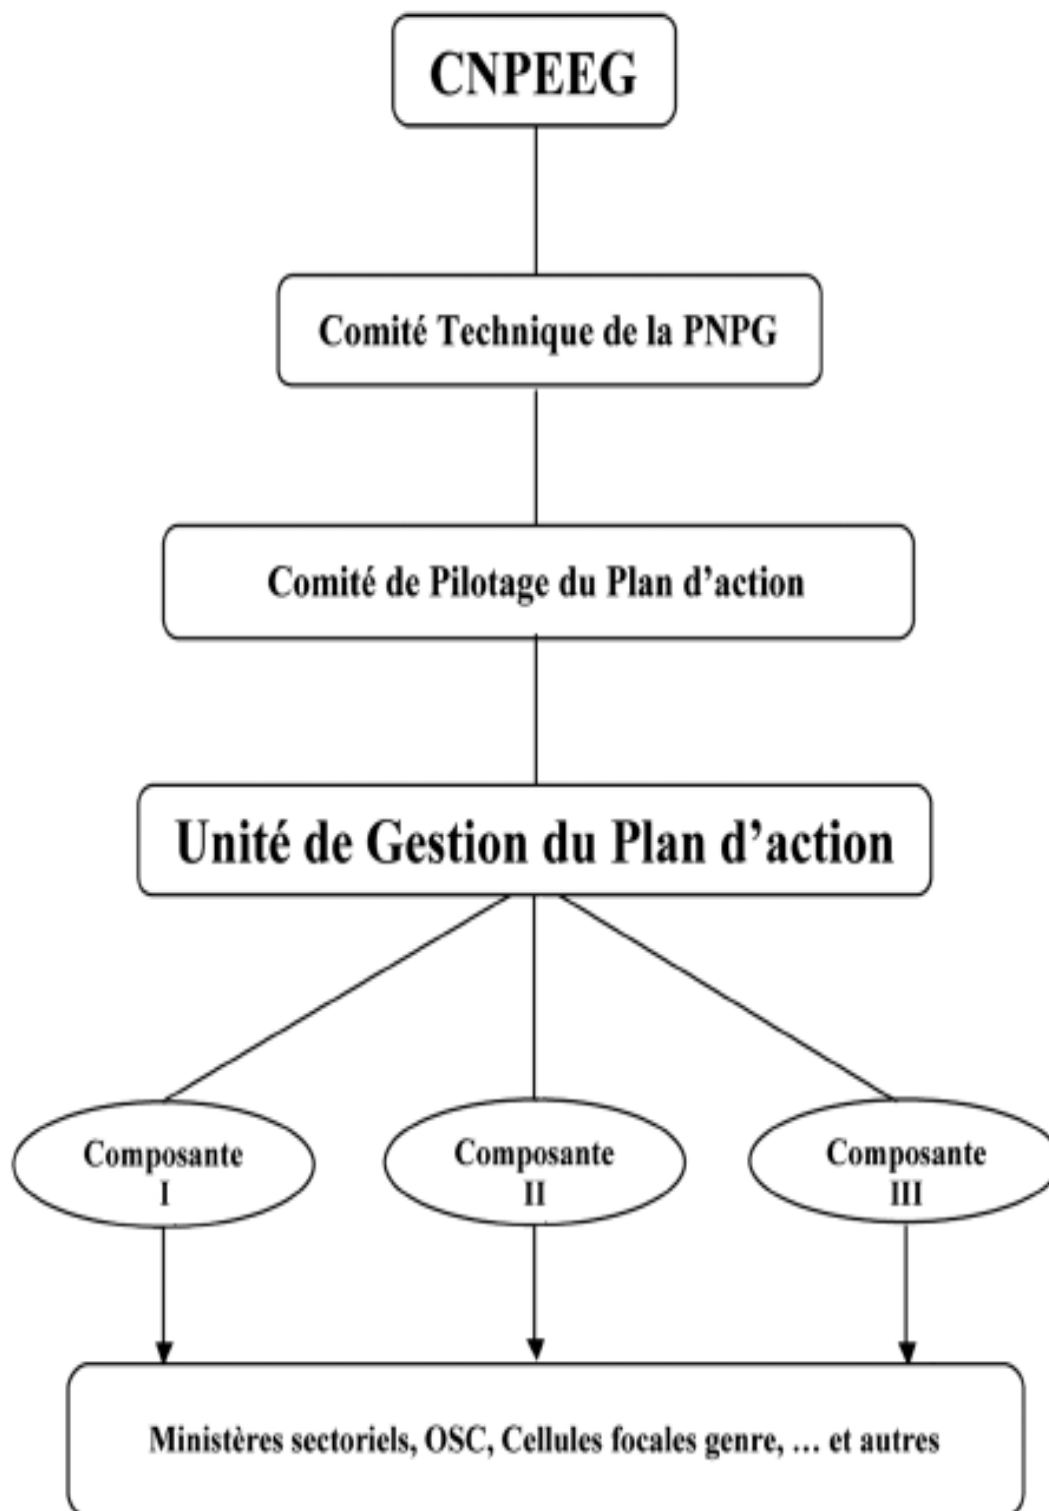 CNPEEG
Comité Technique de la PNPG
Comité de Pilotage du Plan d’action
Unité de Gestion du Plan d’action
Composante
I
Composante
II
Composante
III
Ministères sectoriels, OSC, Cellules focales genre, … et autres